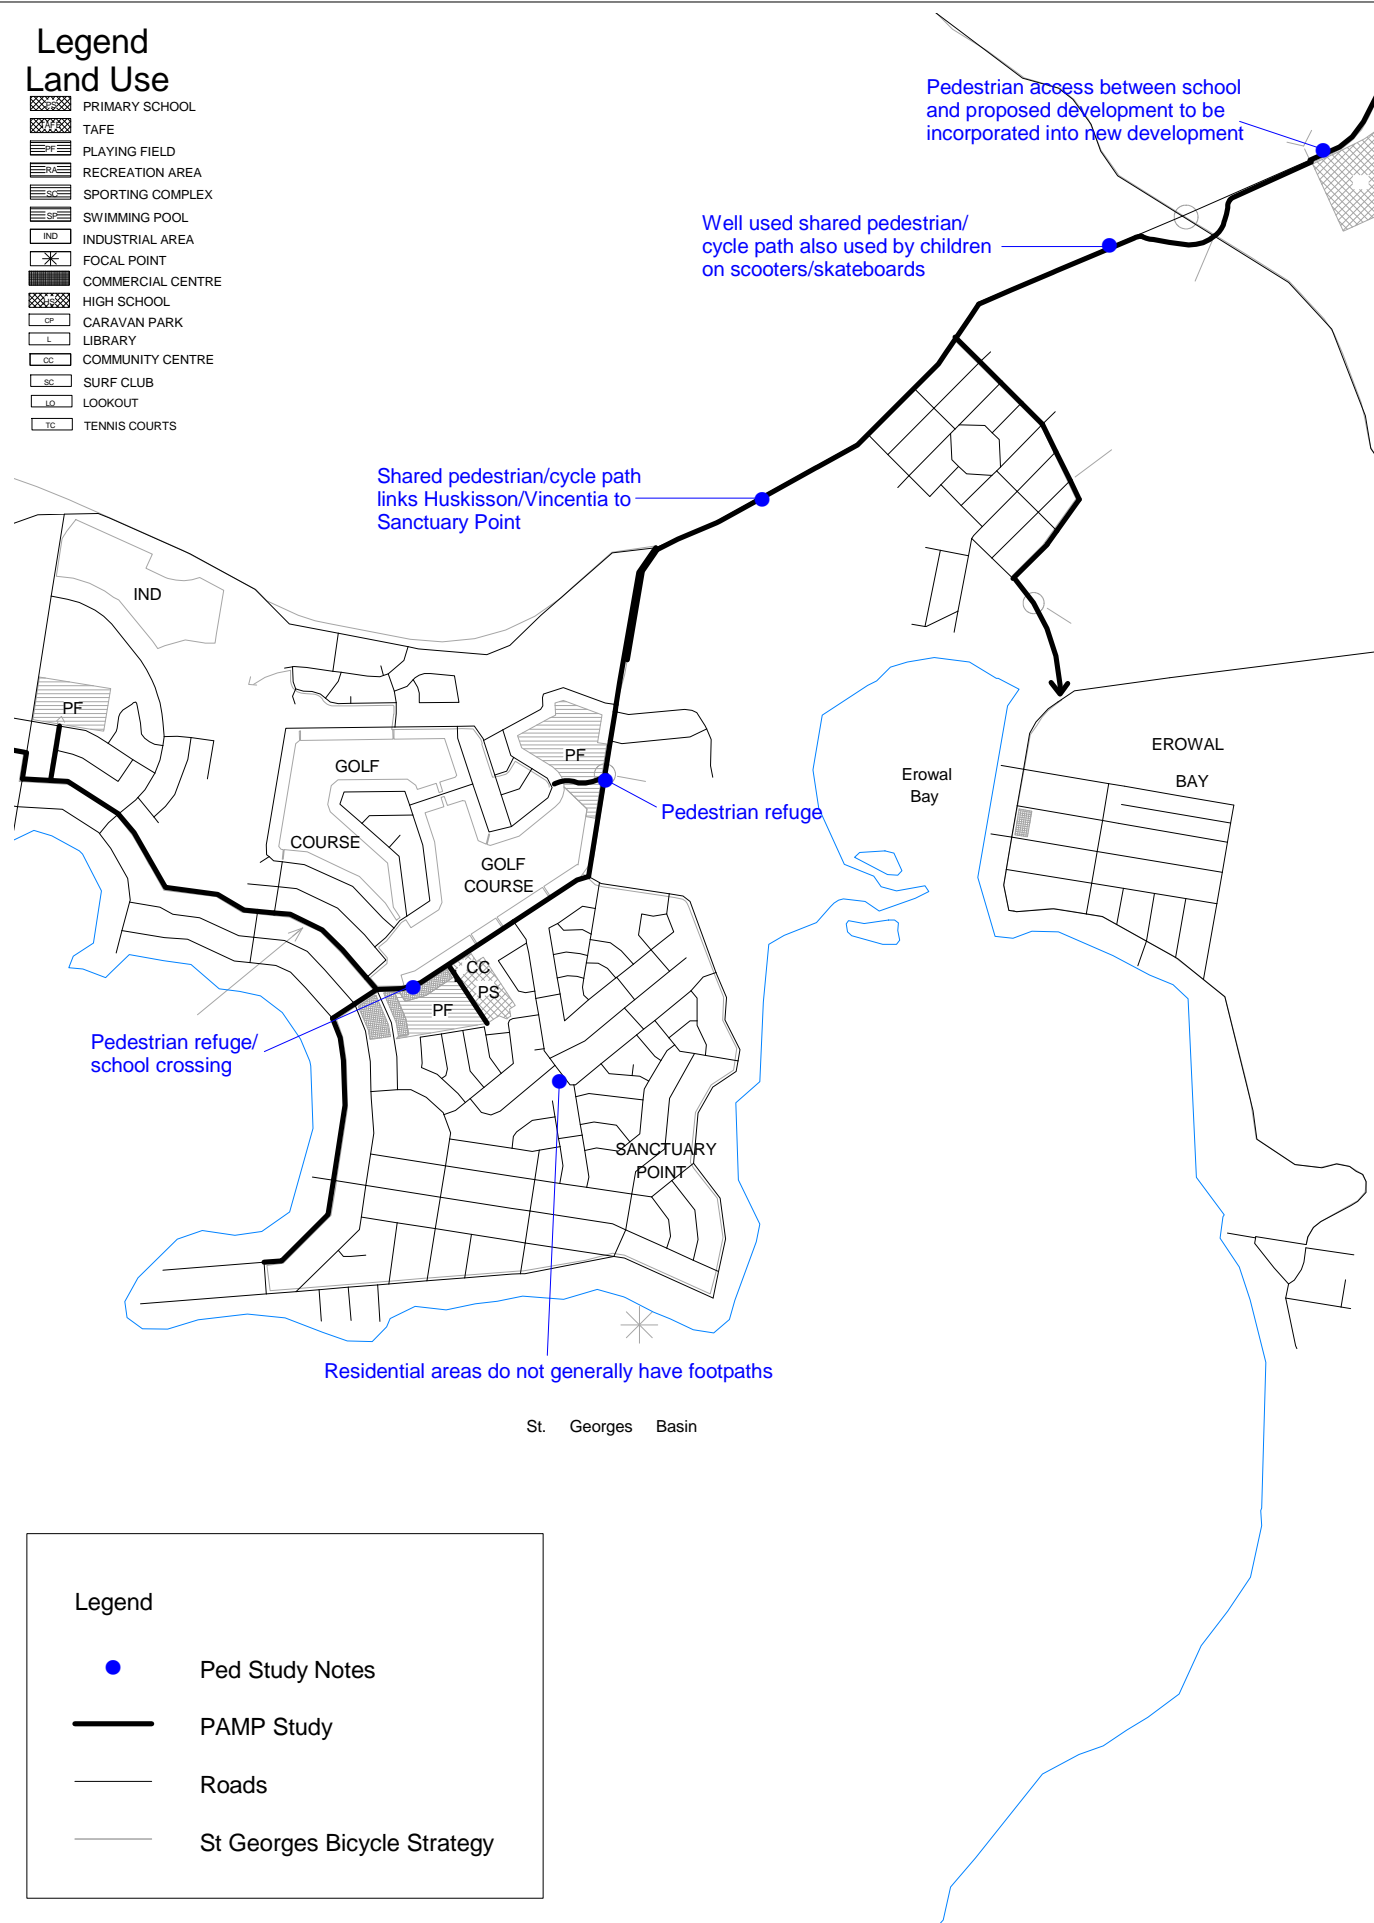 Legend
Land Use
PS PRIMARY SCHOOL
TAFE TAFE
PF PLAYING FIELD
RA RECREATION AREA
SC SPORTING COMPLEX
SP SWIMMING POOL
IND INDUSTRIAL AREA
FOCAL POINT
COMMERCIAL CENTRE
HS HIGH SCHOOL
CP CARAVAN PARK
L LIBRARY
CC COMMUNITY CENTRE
SC SURF CLUB
LO LOOKOUT
TC TENNIS COURTS
Pedestrian access between school
and proposed development to be
incorporated into new development
Well used shared pedestrian/
cycle path also used by children
on scooters/skateboards
Shared pedestrian/cycle path
links Huskisson/Vincentia to
Sanctuary Point
IND
PF
GOLF
COURSE
PF
Pedestrian refuge
GOLF
COURSE
Erowal
Bay
EROWAL
BAY
CC
PS
PF
Pedestrian refuge/
school crossing
SANCTUARY
POINT
Residential areas do not generally have footpaths
St. Georges Basin
Legend
Ped Study Notes
PAMP Study
Roads
St Georges Bicycle Strategy